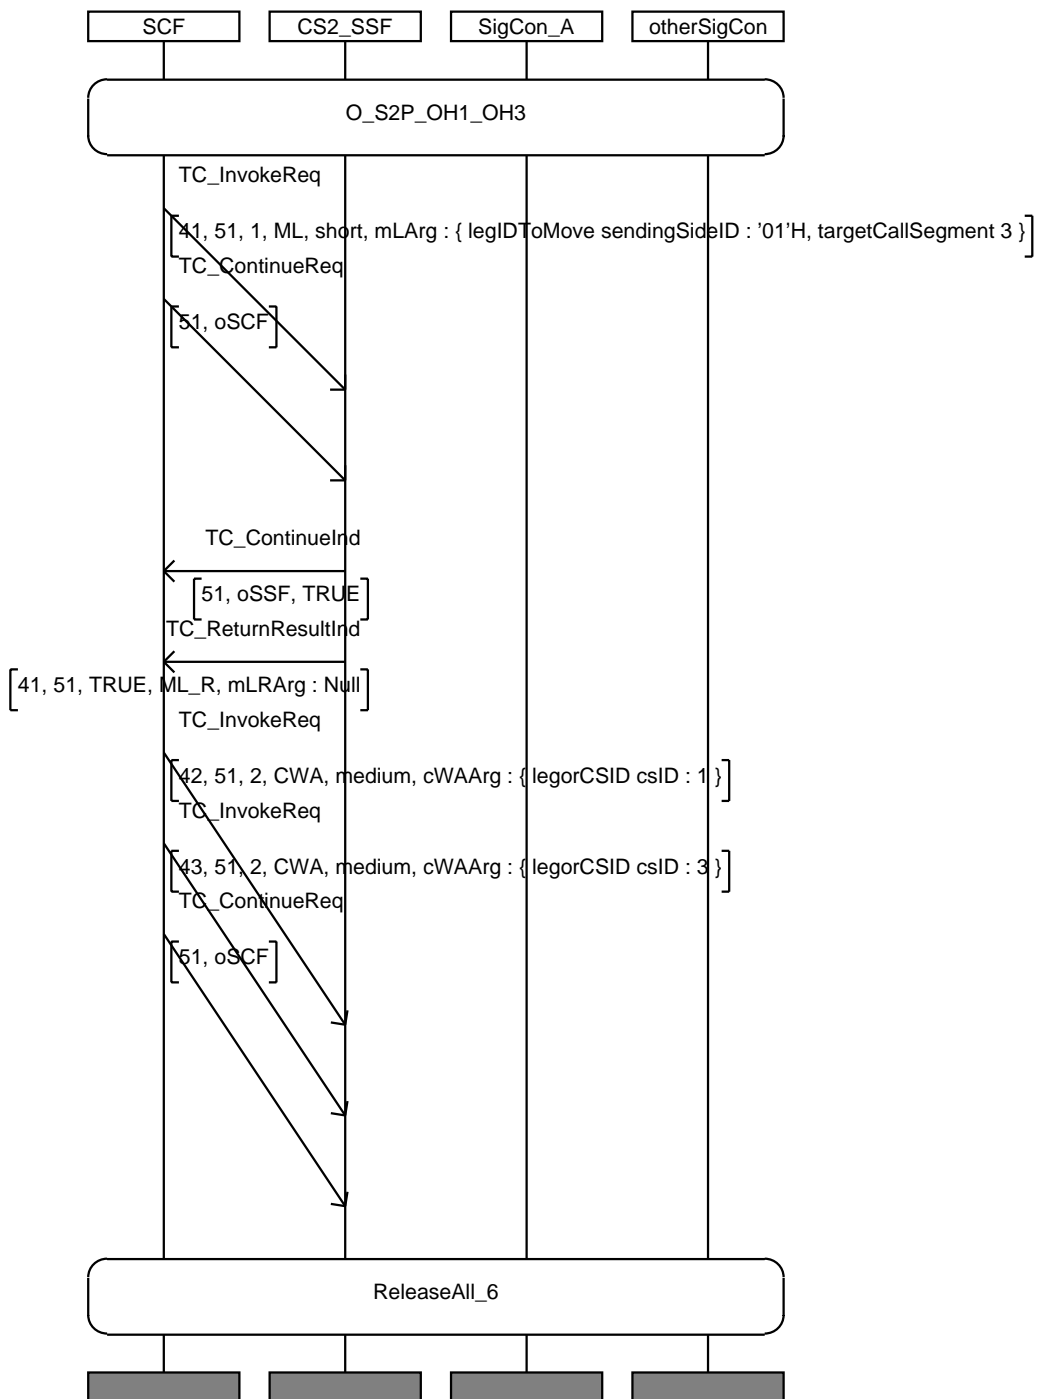 SCF CS2_SSF SigCon_A otherSigCon
O_S2P_OH1_OH3
TC_InvokeReq
41, 51, 1, ML, short, mLArg : { legIDToMove sendingSideID : '01'H, targetCallSegment 3 }
TC_ContinueReq
51, oSCF
TC_ContinueInd
51, oSSF, TRUE
TC_ReturnResultInd
41, 51, TRUE, ML_R, mLRArg : Null
TC_InvokeReq
42, 51, 2, CWA, medium, cWAArg : { legorCSID csID : 1 }
TC_InvokeReq
43, 51, 2, CWA, medium, cWAArg : { legorCSID csID : 3 }
TC_ContinueReq
51, oSCF
ReleaseAll_6